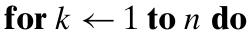 for k ← 1 to n do